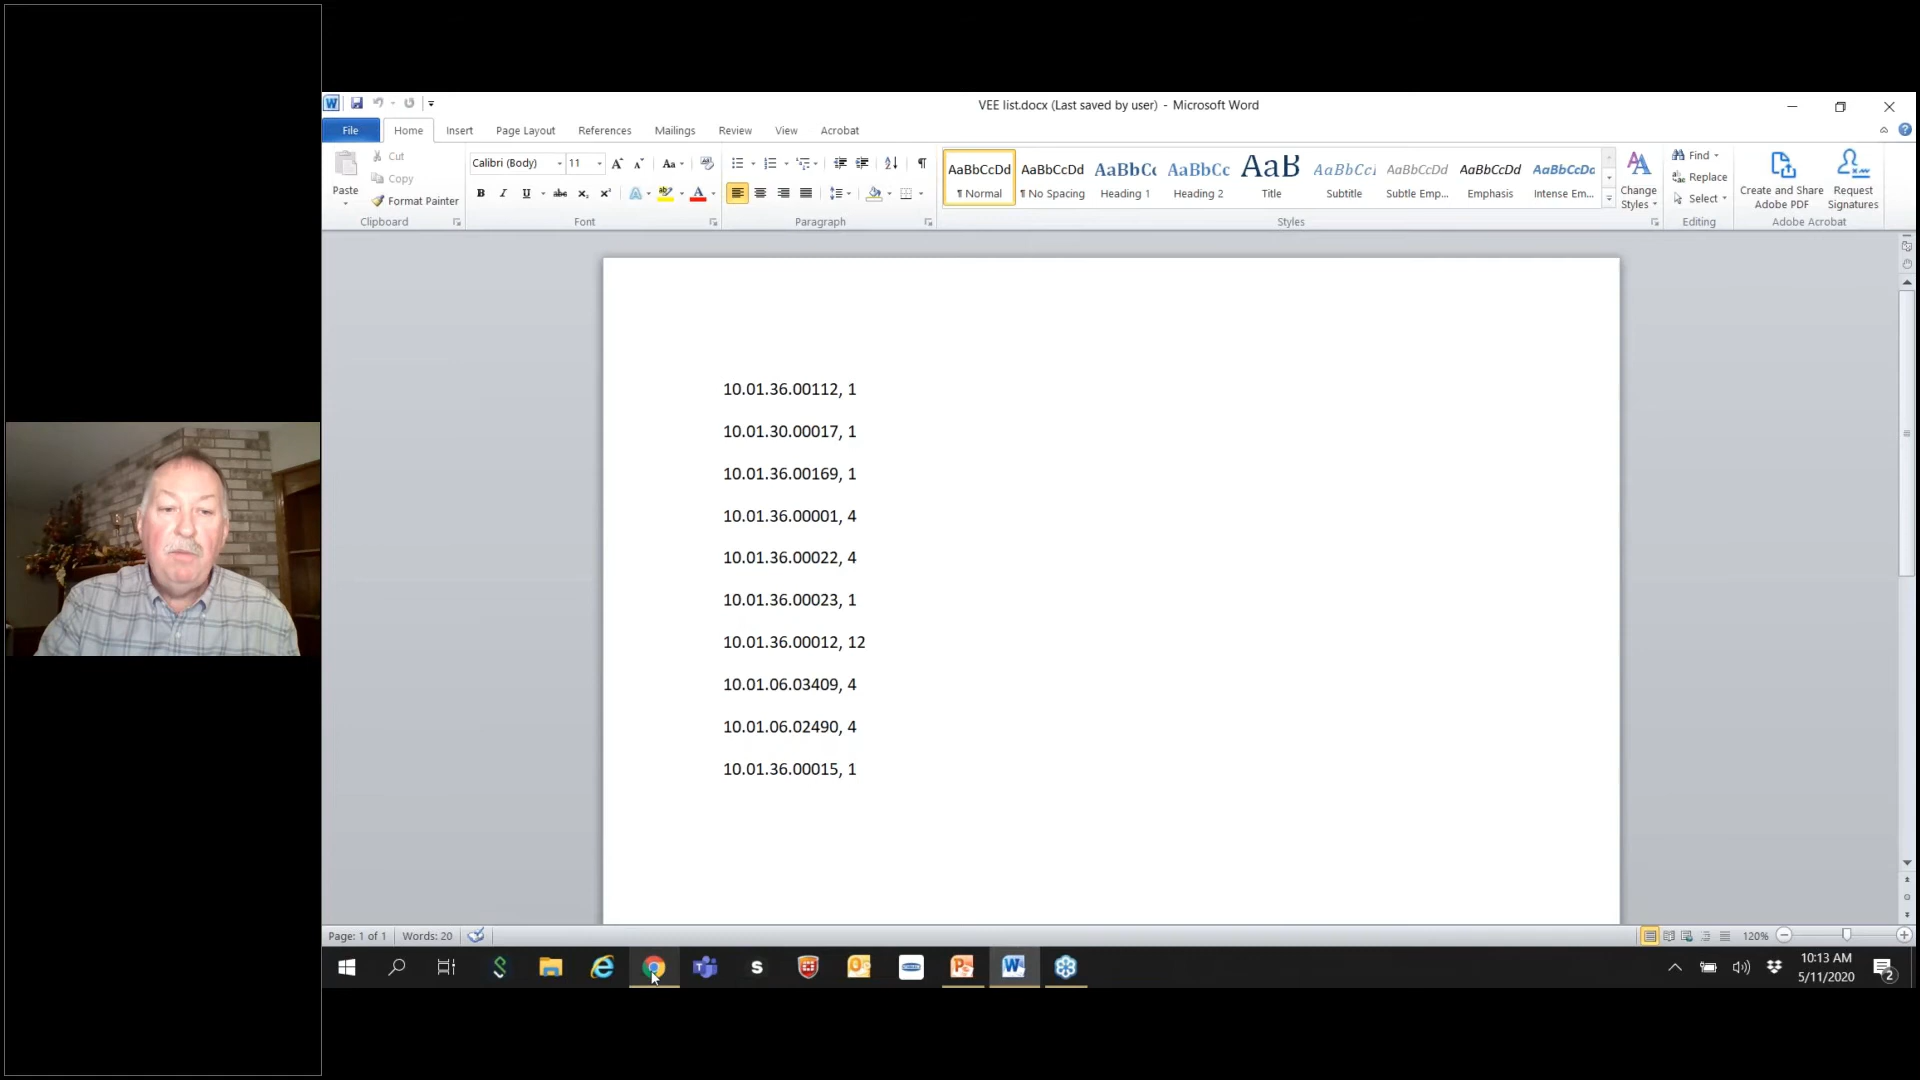 VEE list.docx (Last saved by user) - Microsoft Word
File Home Insert Page Layout References Mailings Review View Acrobat
Paste
Cut
Copy
Format Painter
Clipboard
Calibri (Body) 11
Font
Paragraph
AaBbCcDd AaBbCcDd AaBbCc AaBbCc AaB AaBbCcI AaBbCcDd AaBbCcDd AaBbCcDc
¶ Normal ¶ No Spacing Heading 1 Heading 2 Title Subtitle Subtle Emp... Emphasis Intense Em...
Styles
Change
Styles
Find
Replace
Select
Editing
Create and Share
Adobe PDF
Request
Signatures
Adobe Acrobat
10.01.36.00112, 1
10.01.30.00017, 1
10.01.36.00169, 1
10.01.36.00001, 4
10.01.36.00022, 4
10.01.36.00023, 1
10.01.36.00012, 12
10.01.06.03409, 4
10.01.06.02490, 4
10.01.36.00015, 1
Page: 1 of 1 Words: 20
120%
10:13 AM
5/11/2020
2